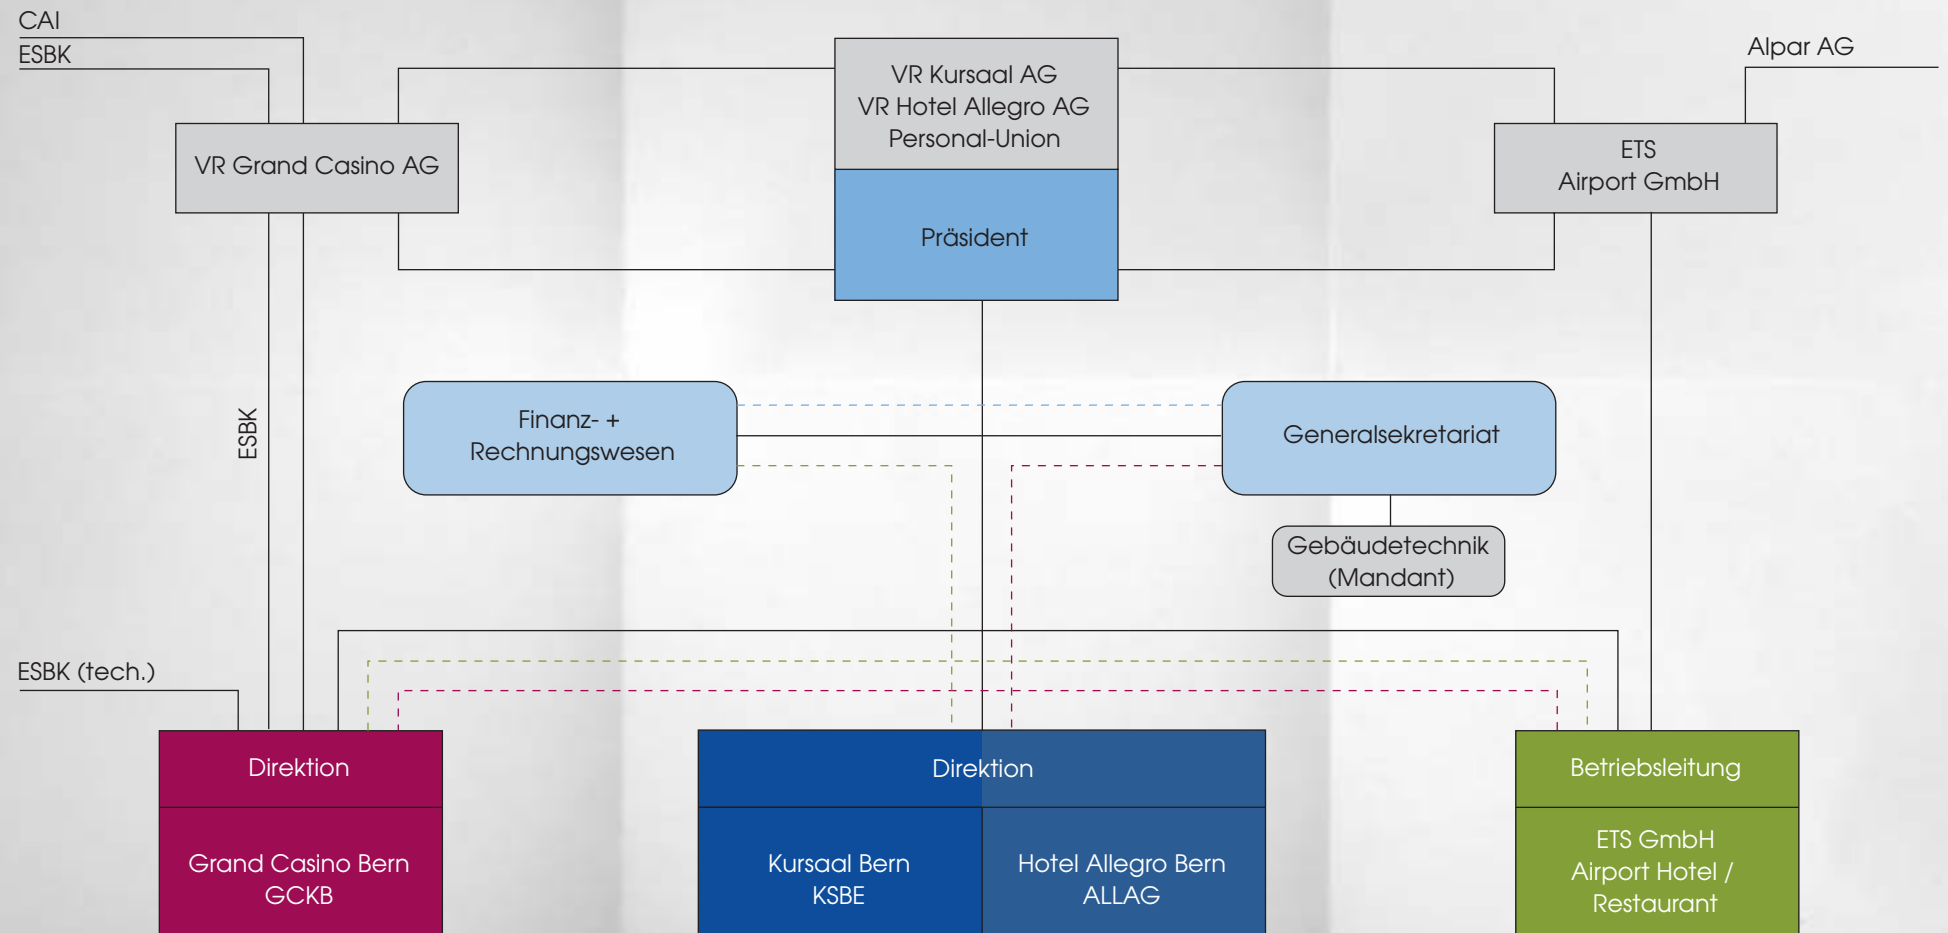 CAI
ESBK
Alpar AG
VR Kursaal AG
VR Hotel Allegro AG
Personal-Union
VR Grand Casino AG
ETS
Airport GmbH
Präsident
ESBK
Finanz- +
Rechnungswesen
Generalsekretariat
Gebäudetechnik
(Mandant)
ESBK (tech.)
Direktion
Direktion
Betriebsleitung
Grand Casino Bern
GCKB
Kursaal Bern
KSBE
Hotel Allegro Bern
ALLAG
ETS GmbH
Airport Hotel /
Restaurant